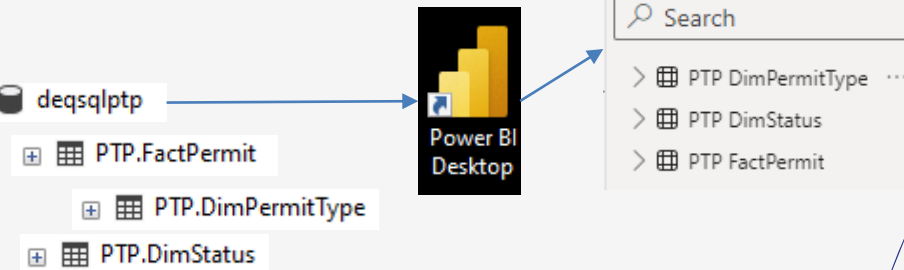 deqsqlptp
PTP.FactPermit
PTP.DimPermitType
PTP.DimStatus
Power BI
Desktop
Search
PTP DimPermitType
PTP DimStatus
PTP FactPermit